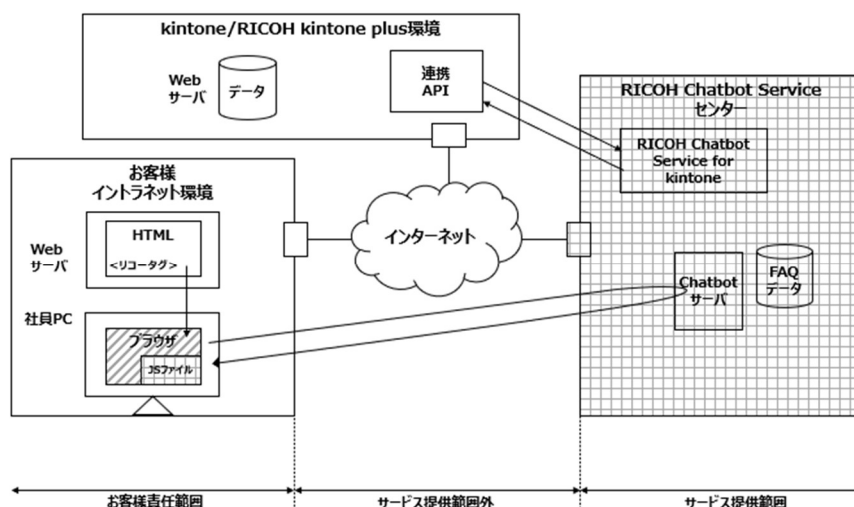 kintone/RICOH kintone plus環境
Web
サーバ
データ
連携
API
RICOH Chatbot Service
センター
RICOH Chatbot
Service for
kintone
お客様
イントラネット環境
Web
サーバ
HTML
<リコータグ>
インターネット
Chatbot
サーバ
FAQ
データ
社員PC
ブラウザ
JSファイル
お客様責任範囲
サービス提供範囲外
サービス提供範囲